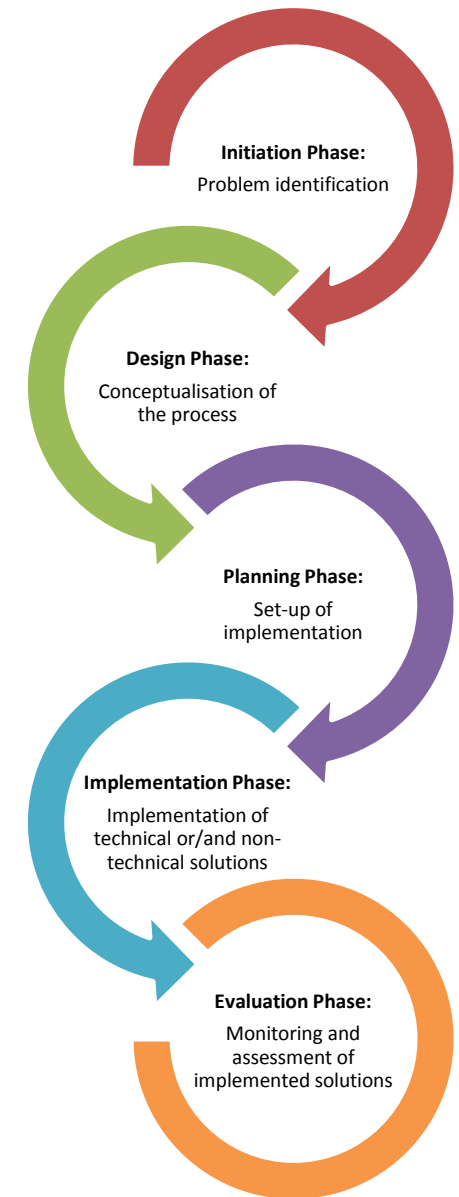 Initiation Phase:
Problem identification
Design Phase:
Conceptualisation of
the process
Planning Phase:
Set-up of
implementation
Implementation Phase:
Implementation of
technical or/and non-
technical solutions
Evaluation Phase:
Monitoring and
assessment of
implemented solutions